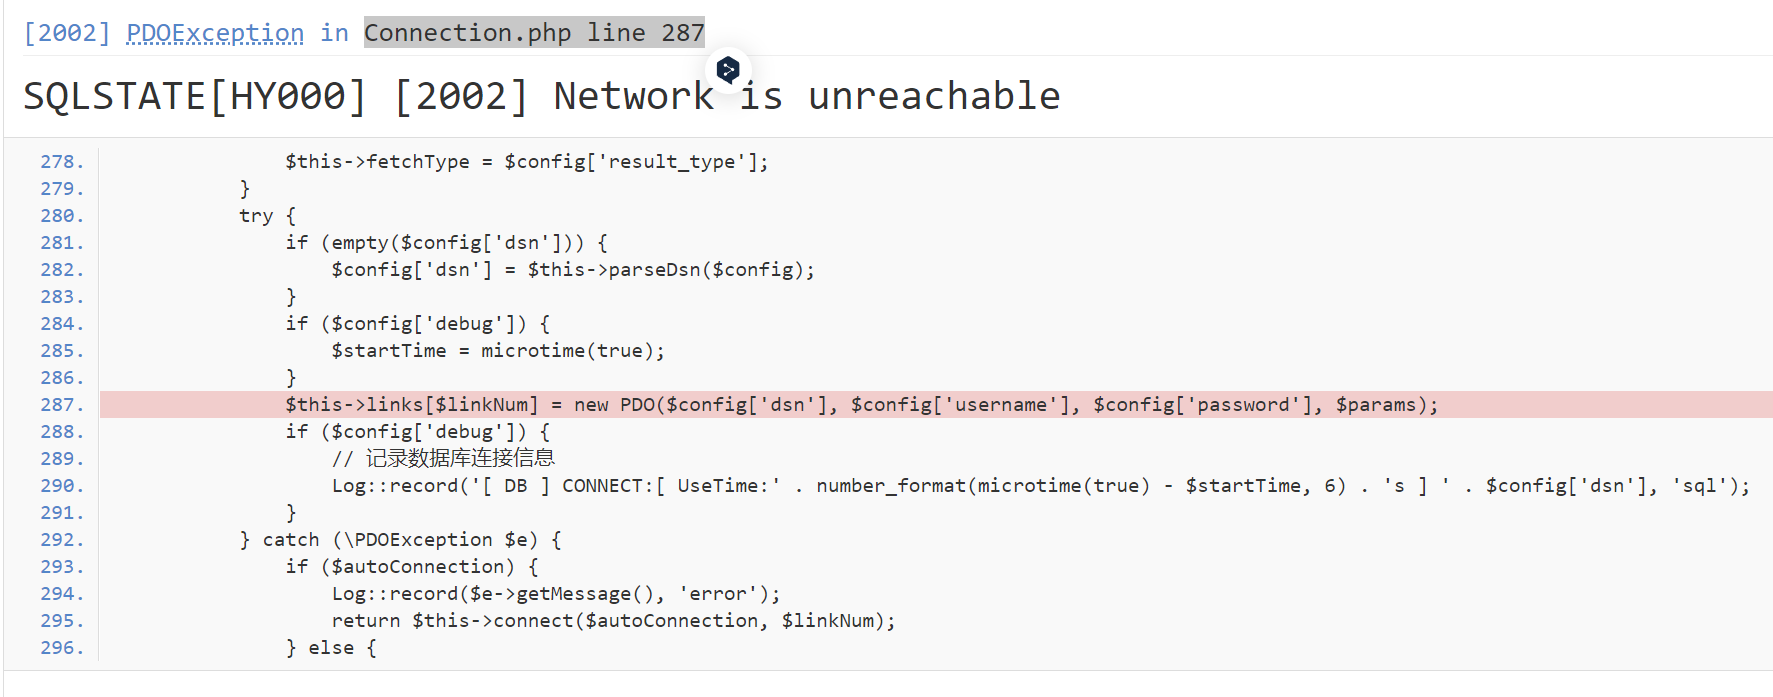 [2002] PDOException in Connection.php line 287
SQLSTATE[HY000] [2002] Network is unreachable
278. $this->fetchType = $config['result_type'];
279. }
280. try {
281. if (empty($config['dsn'])) {
282. $config['dsn'] = $this->parseDsn($config);
283. }
284. if ($config['debug']) {
285. $startTime = microtime(true);
286. }
287. $this->links[$linkNum] = new PDO($config['dsn'], $config['username'], $config['password'], $params);
288. if ($config['debug']) {
289. // 记录数据库连接信息
290. Log::record('[ DB ] CONNECT:[ UseTime:' . number_format(microtime(true) - $startTime, 6) . 's ] ' . $config['dsn'], 'sql');
291. }
292. } catch (\PDOException $e) {
293. if ($autoConnection) {
294. Log::record($e->getMessage(), 'error');
295. return $this->connect($autoConnection, $linkNum);
296. } else {